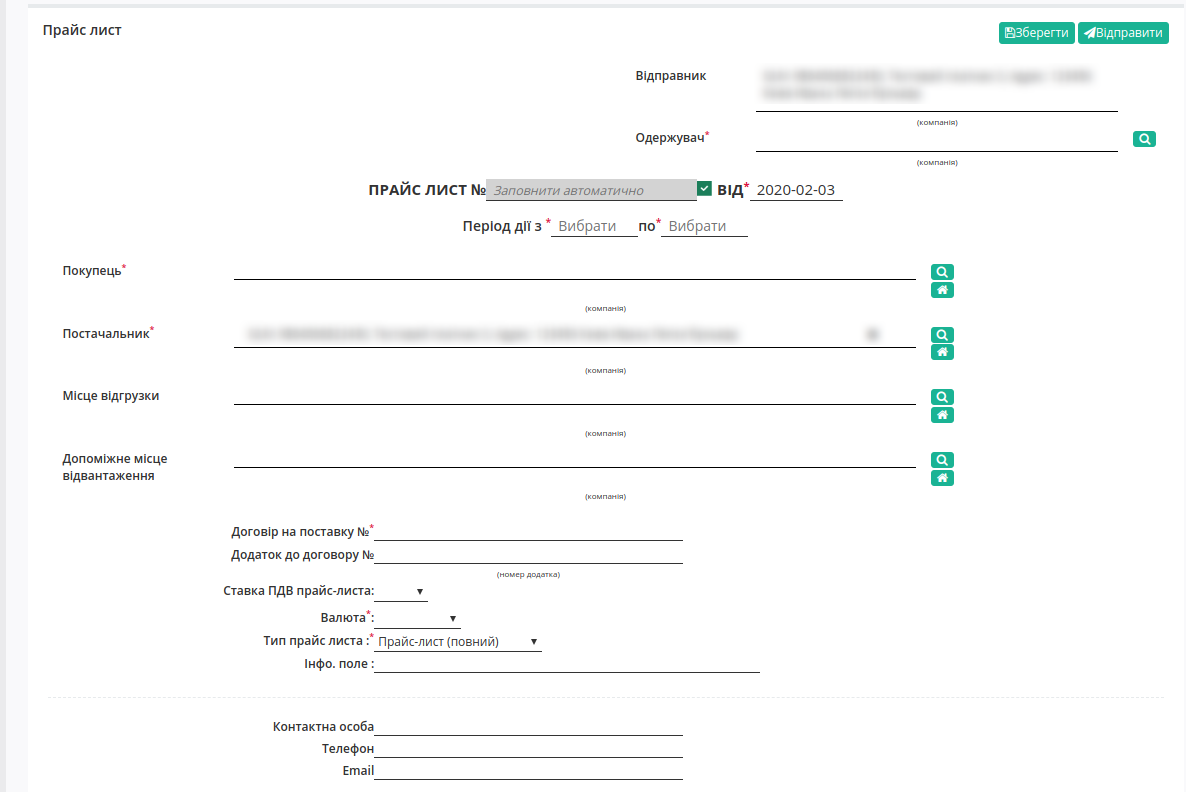 Прайс лист
Зберегти Відправити
Відправник
(компанія)
Одержувач*
(компанія)
ПРАЙС ЛИСТ № Заповнити автоматично ВІД* 2020-02-03
Період дії з * Вибрати по* Вибрати
Покупець*
(компанія)
Постачальник*
(компанія)
Місце відгрузки
(компанія)
Допоміжне місце
відвантаження
(компанія)
Договір на поставку №*
Додаток до договору №
(номер додатка)
Ставка ПДВ прайс-листа:
Валюта*:
Тип прайс листа :* Прайс-лист (повний)
Інфо. поле :
Контактна особа
Телефон
Email